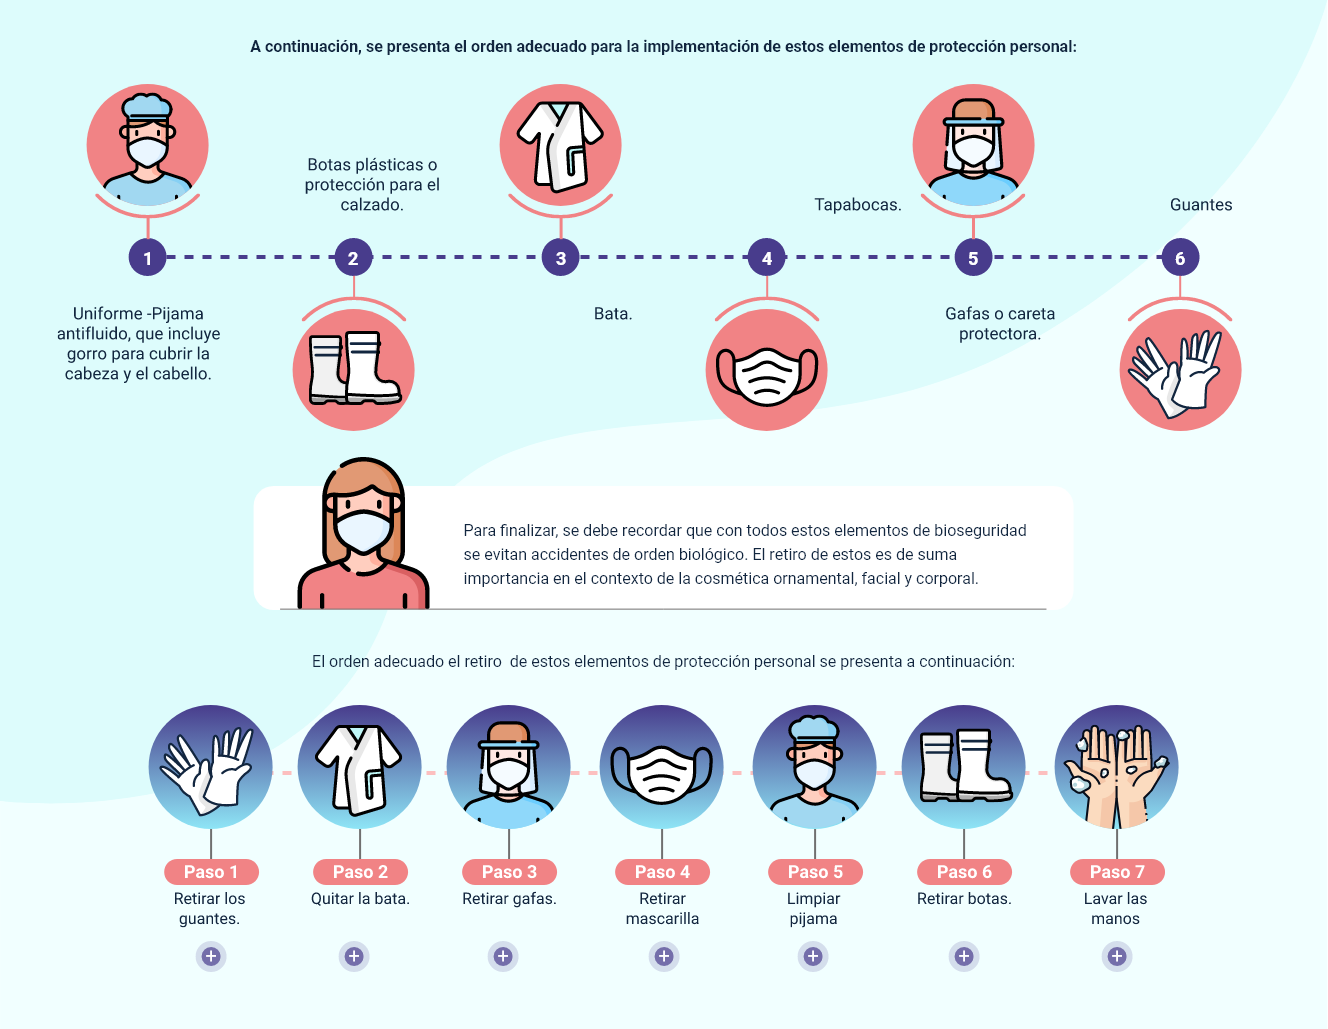 A continuación, se presenta el orden adecuado para la implementación de estos elementos de protección personal:
1
Uniforme -Pijama
antifluido, que incluye
gorro para cubrir la
cabeza y el cabello.
2
Botas plásticas o
protección para el
calzado.
3
Bata.
4
Tapabocas.
5
Gafas o careta
protectora.
6
Guantes
Para finalizar, se debe recordar que con todos estos elementos de bioseguridad
se evitan accidentes de orden biológico. El retiro de estos es de suma
importancia en el contexto de la cosmética ornamental, facial y corporal.
El orden adecuado el retiro  de estos elementos de protección personal se presenta a continuación:
Paso 1
Retirar los
guantes.
Paso 2
Quitar la bata.
Paso 3
Retirar gafas.
Paso 4
Retirar
mascarilla
Paso 5
Limpiar
pijama
Paso 6
Retirar botas.
Paso 7
Lavar las
manos